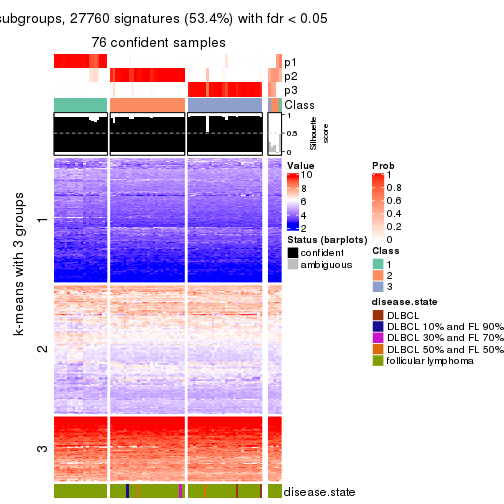 subgroups, 27760 signatures (53.4%) with fdr < 0.05
76 confident samples
p1
p2
p3
Class
1
0.5
0
Silhouette
score
k-means with 3 groups
1
2
3
Value
10
8
6
4
2
Status (barplots)
confident
ambiguous
Prob
1
0.8
0.6
0.4
0.2
0
Class
1
2
3
disease.state
DLBCL
DLBCL 10% and FL 90%
DLBCL 30% and FL 70%
DLBCL 50% and FL 50%
follicular lymphoma
disease.state